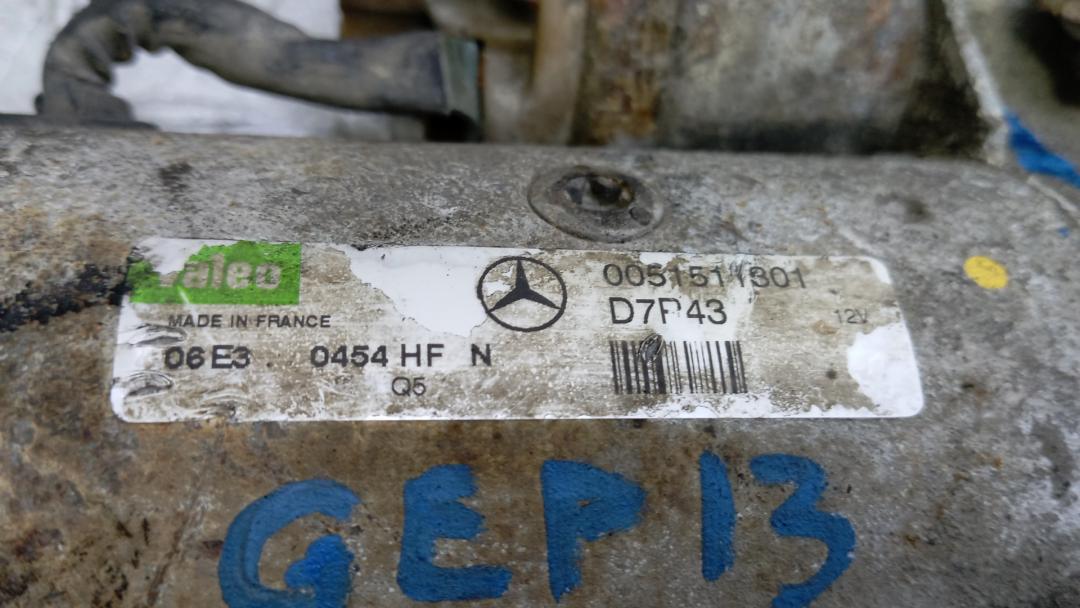 valeo
0051511301
D7R43
12V
MADE IN FRANCE
06E3 0454 HF N
Q5
GEP13